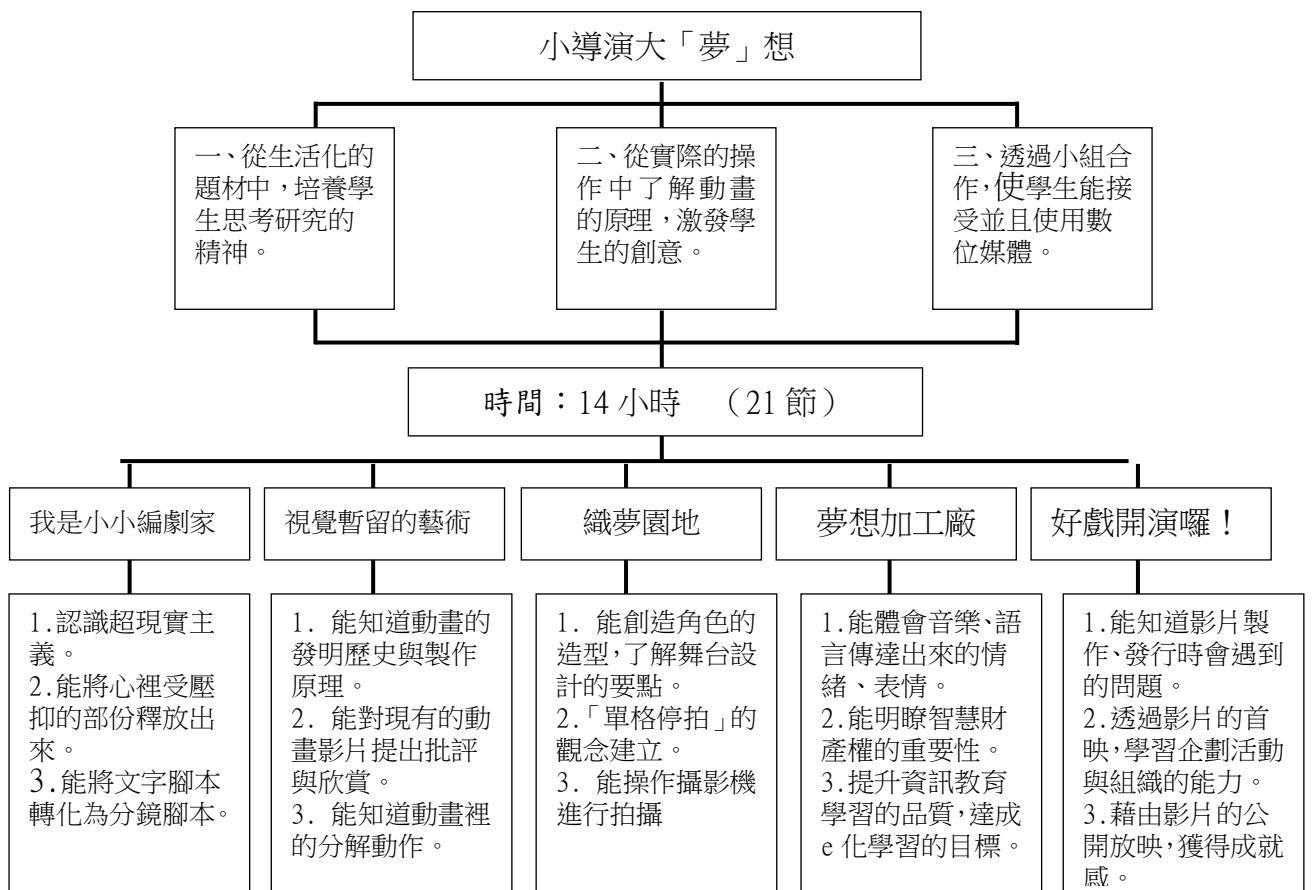 小導演大「夢」想
一、從生活化的
題材中，培養學
生思考研究的
精神。
二、從實際的操
作中了解動畫
的原理，激發學
生的創意。
三、透過小組合
作，使學生能接
受並且使用數
位媒體。
時間：14 小時 （21 節）
我是小小編劇家
1.認識超現實主
義。
2.能將心裡受壓
抑的部份釋放出
來。
3.能將文字腳本
轉化為分鏡腳本。
視覺暫留的藝術
1. 能知道動畫的
發明歷史與製作
原理。
2. 能對現有的動
畫影片提出批評
與欣賞。
3. 能知道動畫裡
的分解動作。
織夢園地
1. 能創造角色的
造型，了解舞台設
計的要點。
2.「單格停拍」的
觀念建立。
3. 能操作攝影機
進行拍攝
夢想加工廠
1.能體會音樂、語
言傳達出來的情
緒、表情。
2.能明瞭智慧財
產權的重要性。
3.提升資訊教育
學習的品質，達成
e 化學習的目標。
好戲開演囉！
1.能知道影片製
作、發行時會遇到
的問題。
2.透過影片的首
映，學習企劃活動
與組織的能力。
3.藉由影片的公
開放映，獲得成就
感。